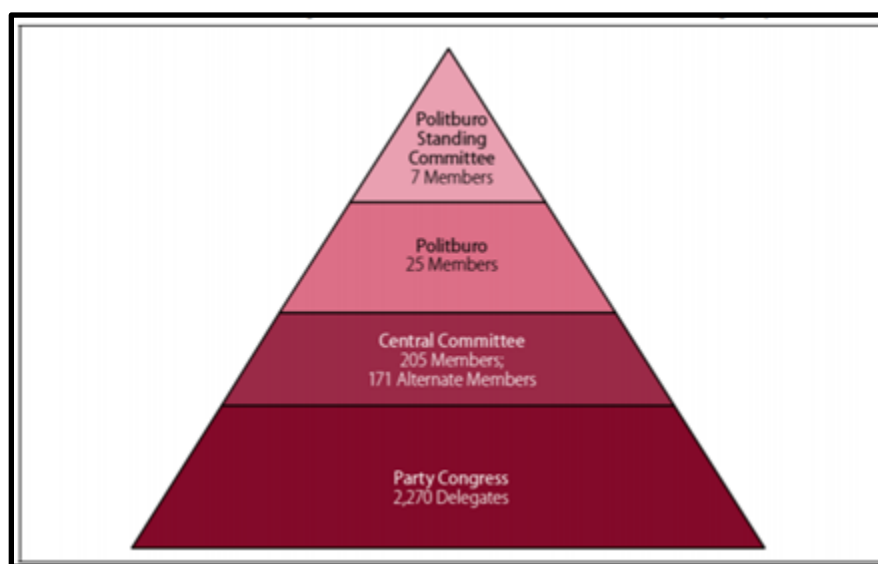 Politburo
Standing
Committee
7 Members
Politburo
25 Members
Central Committee
205 Members;
171 Alternate Members
Party Congress
2,270 Delegates